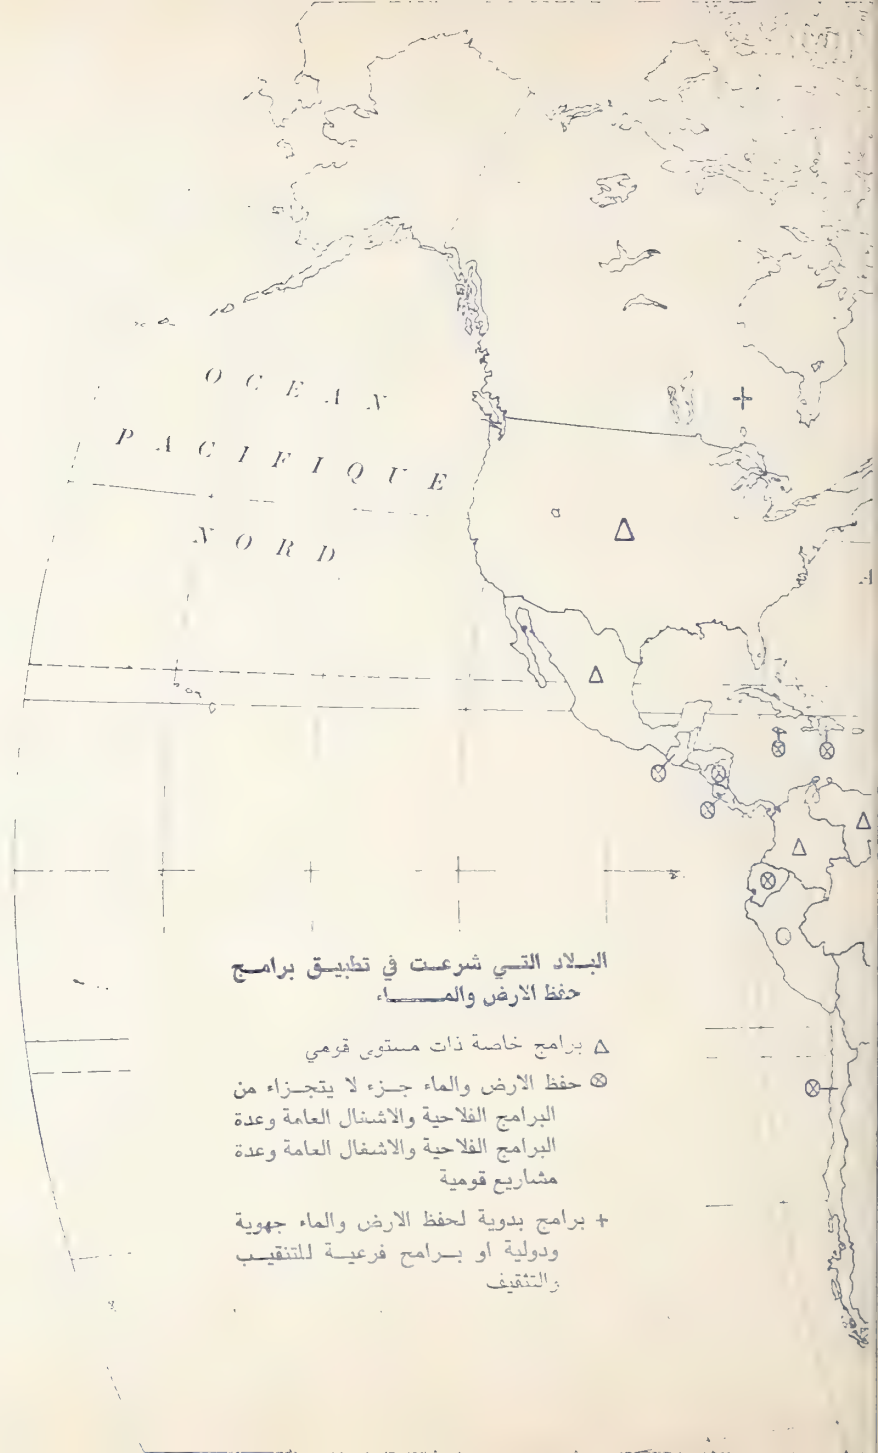 OCEAN
PACIFIQUE
NORD
البلاد التي شرعت في تطبيق برامج
حفظ الارض والمـــاء
△ برامج خاصة ذات مستوى قومي
⊗ حفظ الارض والماء جزء لا يتجزاء من
البرامج الفلاحية والاشغال العامة وعدة
البرامج الفلاحية والاشغال العامة وعدة
مشاريع قومية
+ برامج بدوية لحفظ الارض والماء جهوية
ودولية او برامج فرعية للتنقيب
والتثقيف